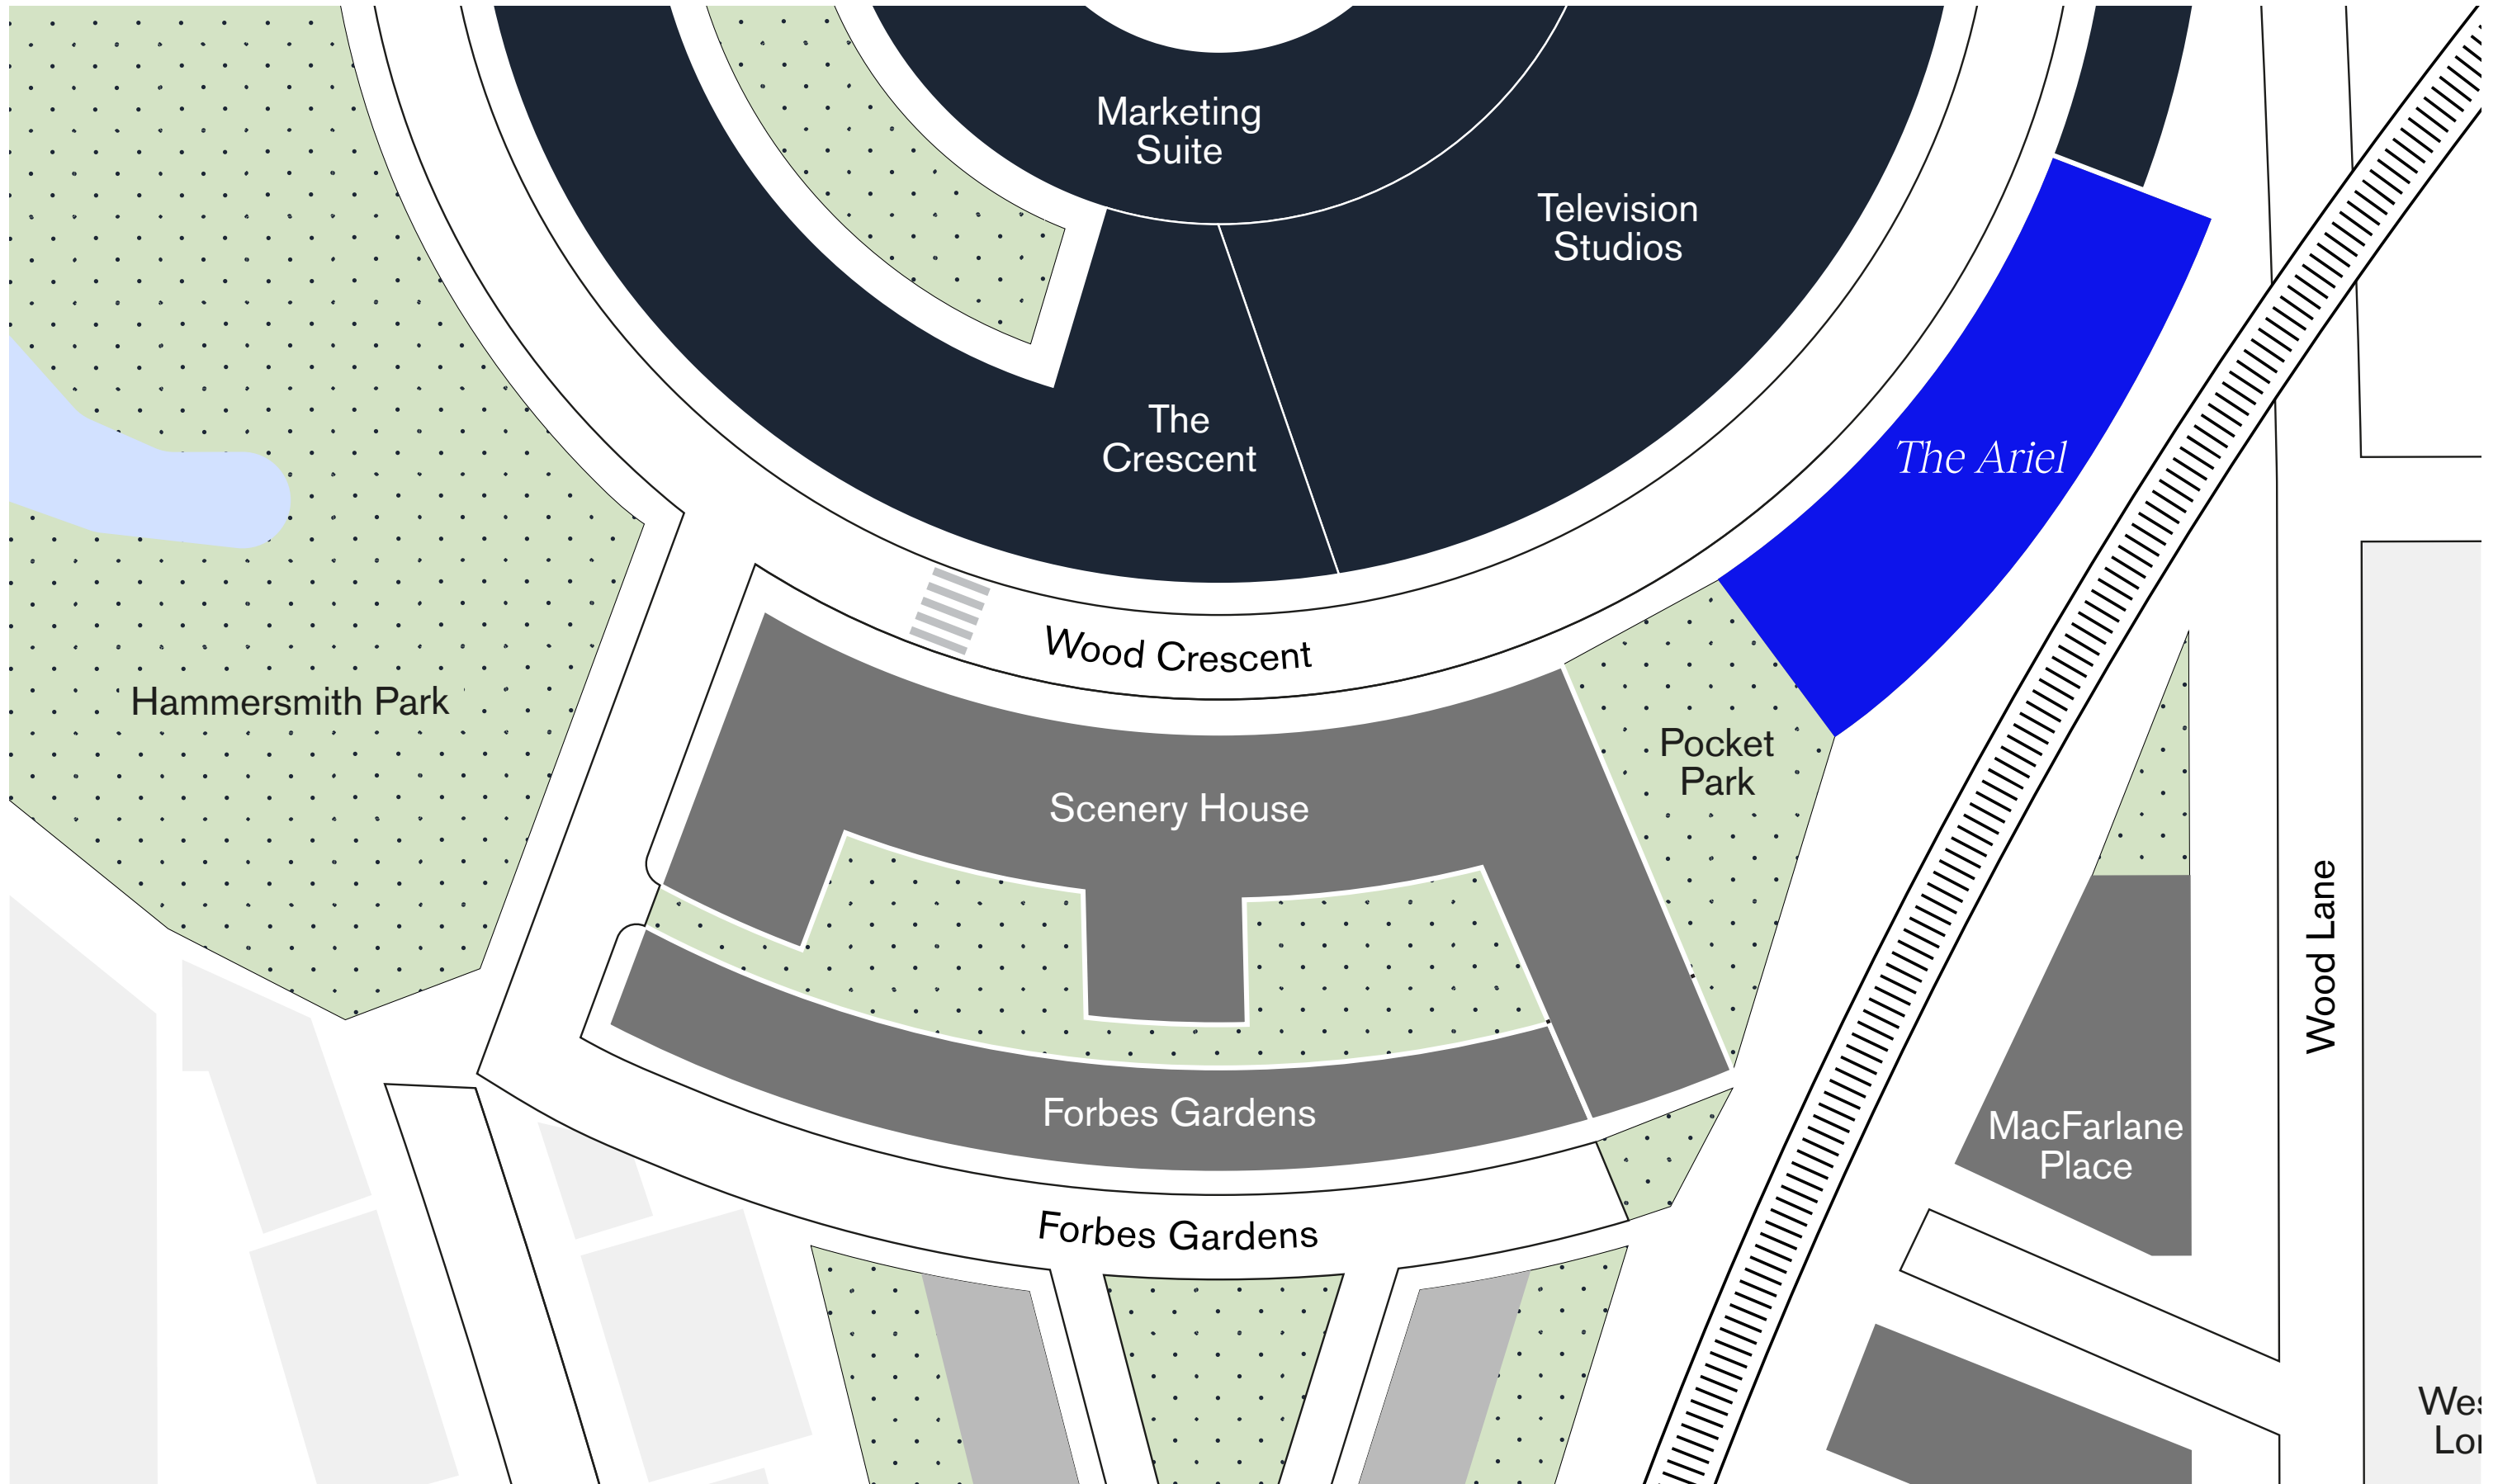 Marketing
Suite
Television
Studios
The
Crescent
The Ariel
Wood Crescent
Hammersmith Park
Pocket
Park
Scenery House
Wood Lane
Forbes Gardens
MacFarlane
Place
Forbes Gardens